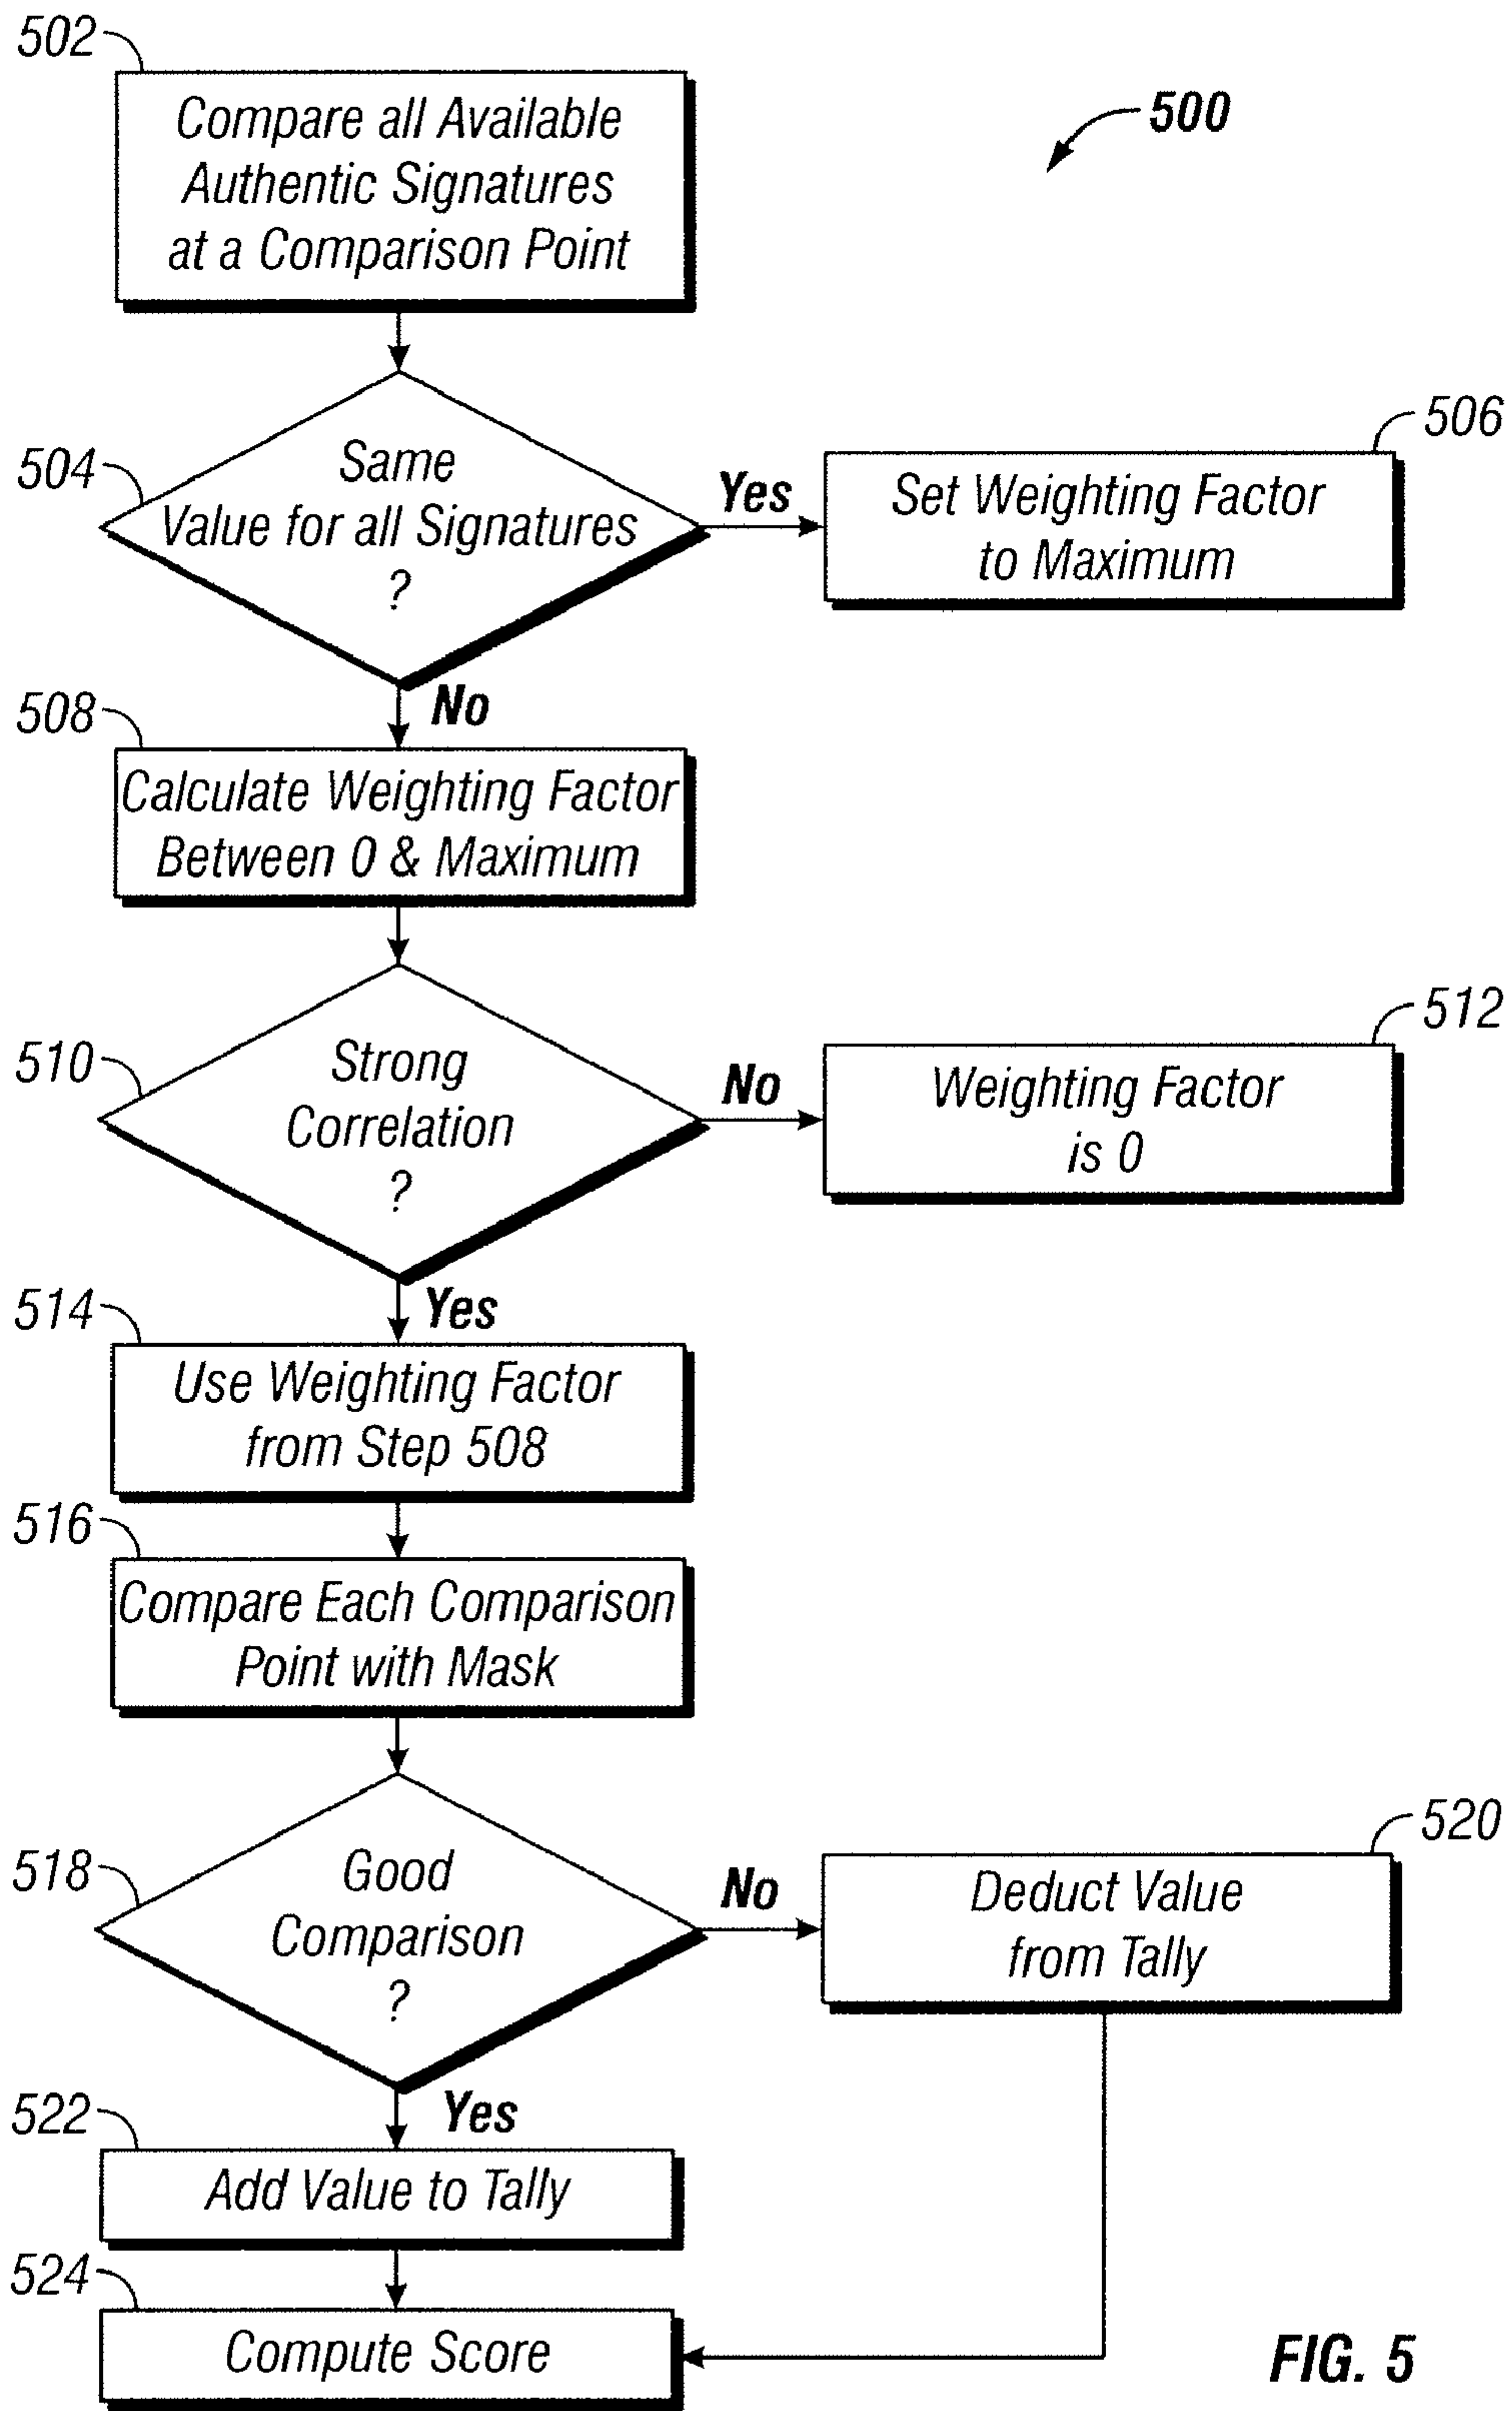 502
Compare all Available
Authentic Signatures
at a Comparison Point
500
504
Same
Value for all Signatures
?
Yes
506
Set Weighting Factor
to Maximum
No
508
Calculate Weighting Factor
Between 0 & Maximum
510
Strong
Correlation
?
No
512
Weighting Factor
is 0
Yes
514
Use Weighting Factor
from Step 508
516
Compare Each Comparison
Point with Mask
518
Good
Comparison
?
No
520
Deduct Value
from Tally
Yes
522
Add Value to Tally
524
Compute Score
FIG. 5